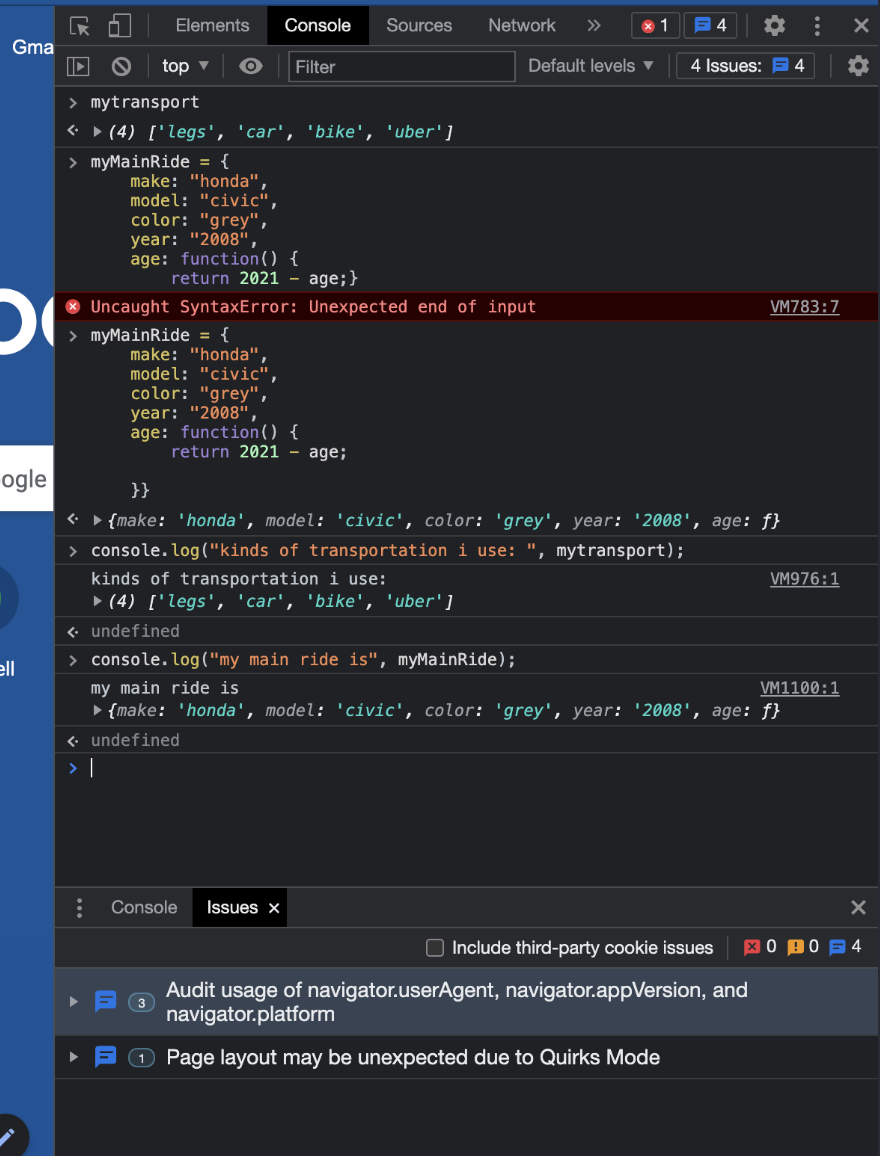 Gma
Elements Console Sources Network » 1 4
top ▼ Filter Default levels ▼ 4 Issues: 4
> mytransport
(4) ['legs', 'car', 'bike', 'uber']
> myMainRide = {
make: "honda",
model: "civic",
color: "grey",
year: "2008",
age: function() {
return 2021 - age;}
Uncaught SyntaxError: Unexpected end of input VM783:7
> myMainRide = {
make: "honda",
model: "civic",
color: "grey",
year: "2008",
age: function() {
return 2021 - age;
}}
{make: 'honda', model: 'civic', color: 'grey', year: '2008', age: ƒ}
> console.log("kinds of transportation i use: ", mytransport);
kinds of transportation i use: VM976:1
(4) ['legs', 'car', 'bike', 'uber']
undefined
> console.log("my main ride is", myMainRide);
my main ride is VM1100:1
{make: 'honda', model: 'civic', color: 'grey', year: '2008', age: ƒ}
undefined
>
ogle
ell
Console Issues ×
Include third-party cookie issues 0 0 4
3 Audit usage of navigator.userAgent, navigator.appVersion, and
navigator.platform
1 Page layout may be unexpected due to Quirks Mode